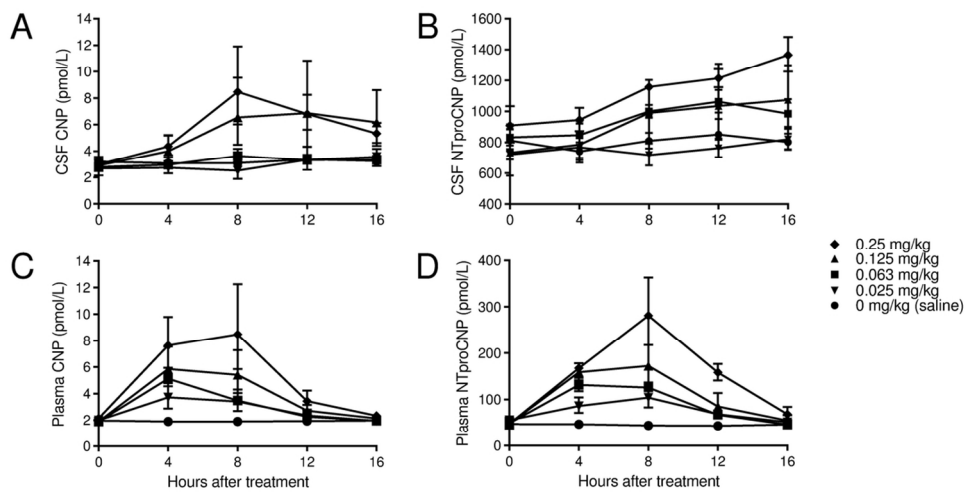 A
CSF CNP (pmol/L)
14
12
10
8
6
4
2
0
0 4 8 12 16
B
CSF NTproCNP (pmol/L)
1600
1400
1200
1000
800
600
400
0 4 8 12 16
C
Plasma CNP (pmol/L)
14
12
10
8
6
4
2
0
0 4 8 12 16
Hours after treatment
D
Plasma NTproCNP (pmol/L)
400
300
200
100
0
0 4 8 12 16
Hours after treatment
0.25 mg/kg
0.125 mg/kg
0.063 mg/kg
0.025 mg/kg
0 mg/kg (saline)